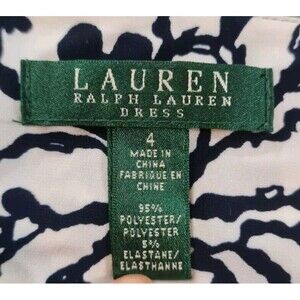 LAUREN
RALPH LAUREN
DRESS
4
MADE IN
CHINA
FABRIQUE EN
CHINE
95%
POLYESTER/
POLYESTER
5%
ELASTANE/
ELASTHANNE